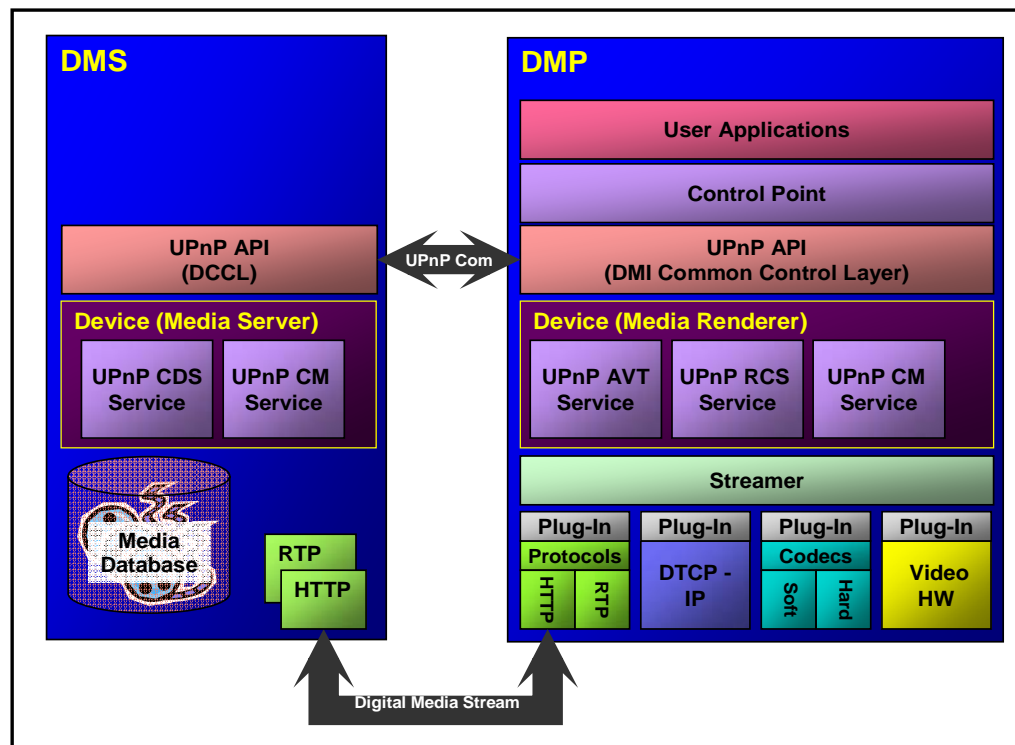 DMS
UPnP API
(DCCL)
Device (Media Server)
UPnP CDS
Service
UPnP CM
Service
Media
Database
RTP
HTTP
UPnP Com
DMP
User Applications
Control Point
UPnP API
(DMI Common Control Layer)
Device (Media Renderer)
UPnP AVT
Service
UPnP RCS
Service
UPnP CM
Service
Streamer
Plug-In
Protocols
HTTP
RTP
Plug-In
DTCP -
IP
Plug-In
Codecs
Soft
Hard
Plug-In
Video
HW
Digital Media Stream